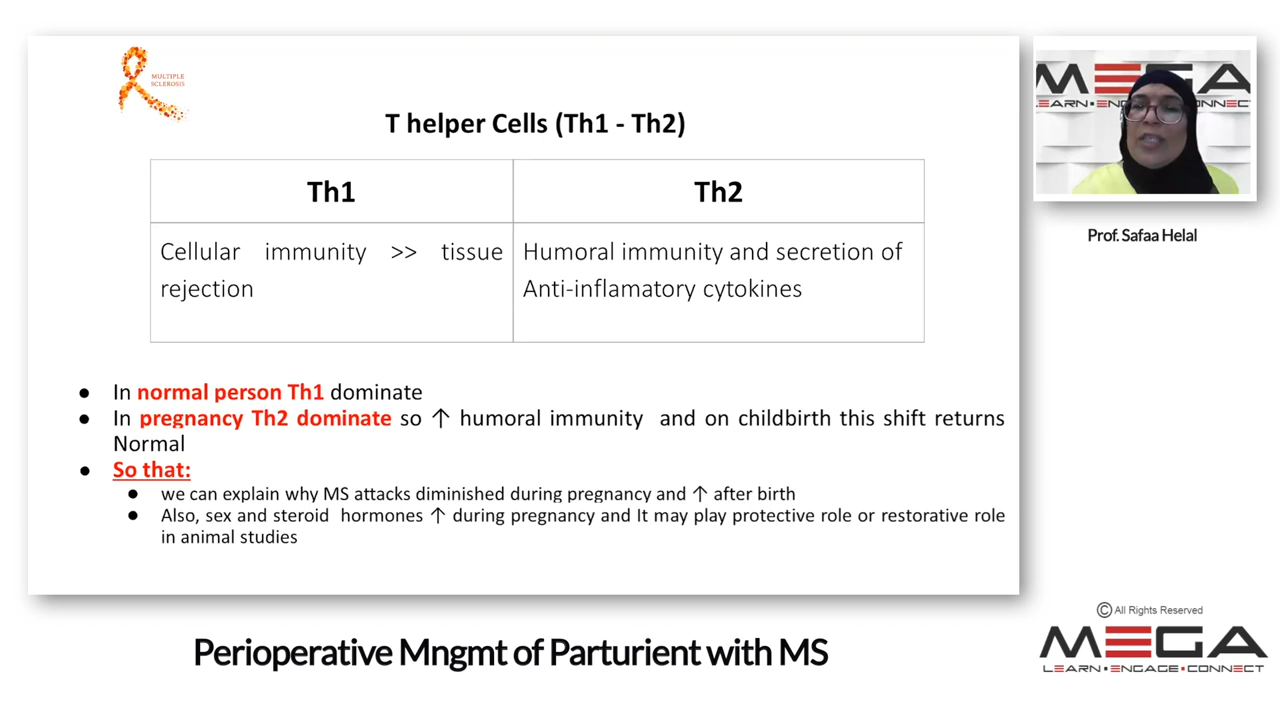 MULTIPLE
SCLEROSIS
T helper Cells (Th1 - Th2)
Th1
Th2
Cellular immunity >> tissue
rejection
Humoral immunity and secretion of
Anti-inflamatory cytokines
● In normal person Th1 dominate
● In pregnancy Th2 dominate so ↑ humoral immunity and on childbirth this shift returns
Normal
● So that:
● we can explain why MS attacks diminished during pregnancy and ↑ after birth
● Also, sex and steroid hormones ↑ during pregnancy and It may play protective role or restorative role
in animal studies
MEGA
LEARN • ENGAGE • CONNECT
Prof. Safaa Helal
Perioperative Mngmt of Parturient with MS
© All Rights Reserved
MEGA
LEARN • ENGAGE • CONNECT